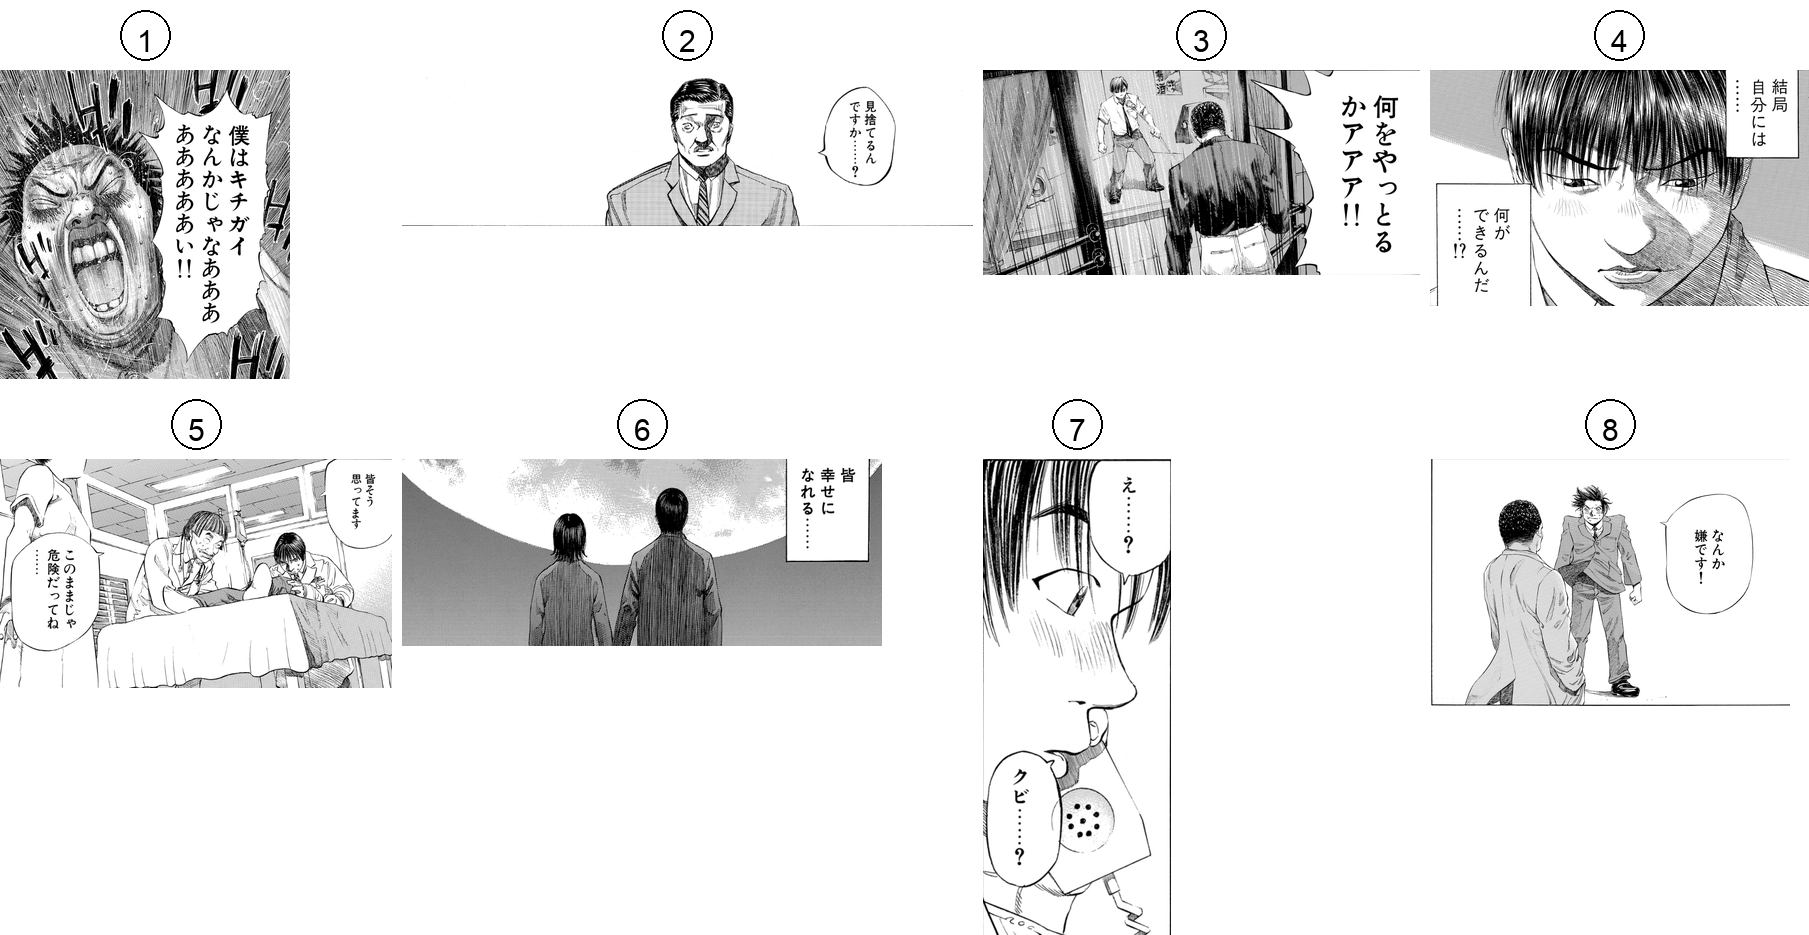 1
僕はキチガイ
なんかじゃなあああ
ああああああい!!
2
見捨てるん
ですか……?
3
何をやっとる
かアアア!!
4
結局
自分には
……
何が
できるんだ
……!?
5
皆そう
思ってます
このままじゃ
危険だってね
……
6
皆
幸せに
なれる……
7
え………?
クビ………?
8
なんか
嫌です!